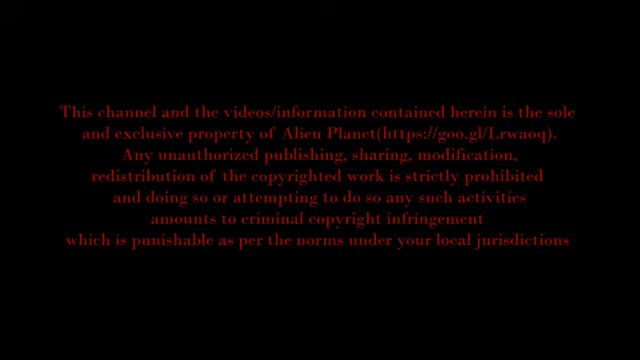 This channel and the videos/information contained herein is the sole
and exclusive property of Alien Planet(https://goo.gl/Lrwaoq).
Any unauthorized publishing, sharing, modification,
redistribution of the copyrighted work is strictly prohibited
and doing so or attempting to do so any such activities
amounts to criminal copyright infringement
which is punishable as per the norms under your local jurisdictions